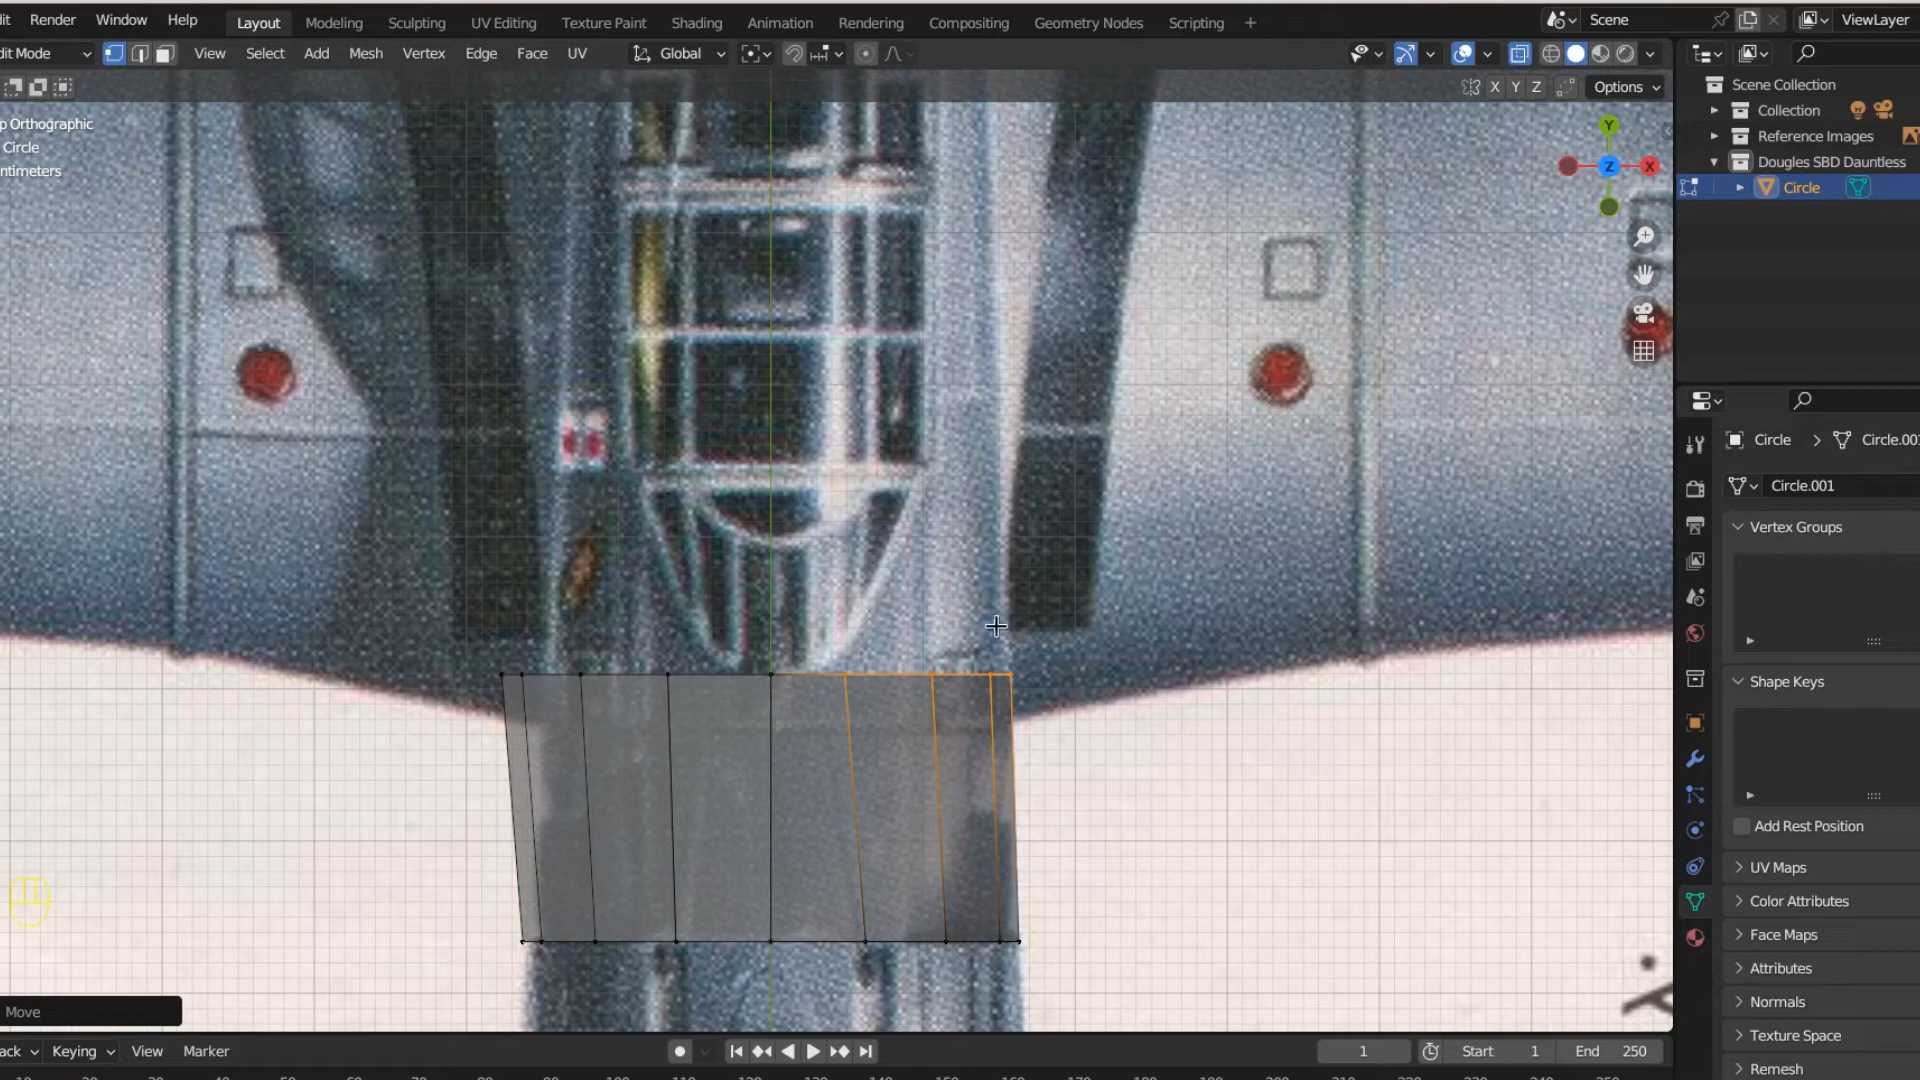 it Render Window Help Layout Modeling Sculpting UV Editing Texture Paint Shading Animation Rendering Compositing Geometry Nodes Scripting + Scene ViewLayer
dit Mode View Select Add Mesh Vertex Edge Face UV Global
X Y Z Options
p Orthographic
Circle
entimeters
Y
Z
X
Scene Collection
Collection
Reference Images
Dougles SBD Dauntless
Circle
Circle > Circle.00
Circle.001
Vertex Groups
Shape Keys
Add Rest Position
UV Maps
Color Attributes
Face Maps
Attributes
Normals
Texture Space
Remesh
Move
ack Keying View Marker 1 Start 1 End 250